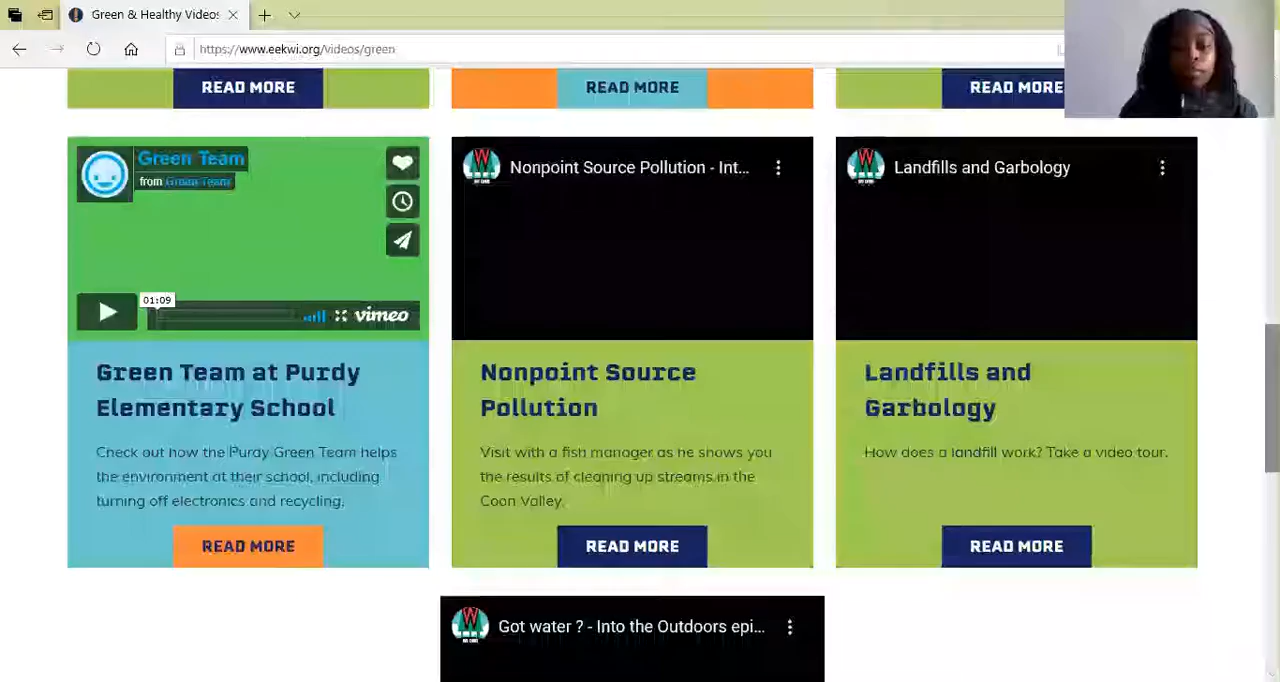 Green & Healthy Videos
https://www.eekwi.org/videos/green
READ MORE
READ MORE
READ MORE
Green Team
from Green Team
01:09
vimeo
Green Team at Purdy
Elementary School
Check out how the Purdy Green Team helps
the environment at their school, including
turning off electronics and recycling.
READ MORE
Nonpoint Source Pollution - Int...
Nonpoint Source
Pollution
Visit with a fish manager as he shows you
the results of cleaning up streams in the
Coon Valley.
READ MORE
Landfills and Garbology
Landfills and
Garbology
How does a landfill work? Take a video tour.
READ MORE
Got water ? - Into the Outdoors epi...